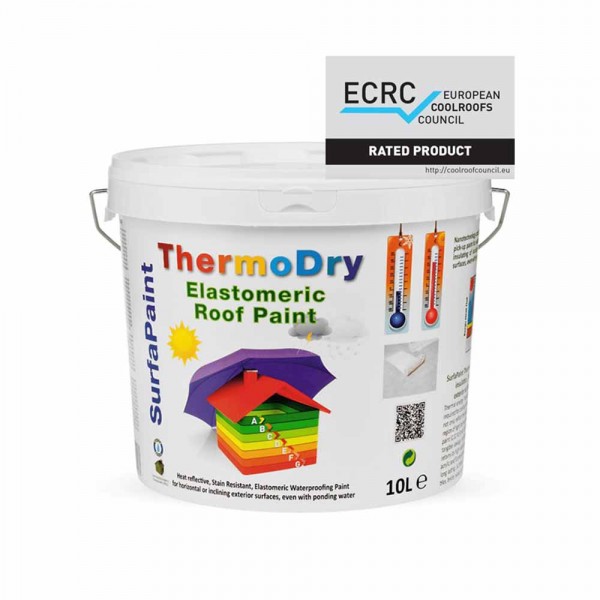 ECRC
EUROPEAN
COOLROOFS
COUNCIL
RATED PRODUCT
http://coolroofcouncil.eu
SurfaPaint
ThermoDry
Elastomeric
Roof Paint
A
B
C
D
E
F
G
Heat reflective, Stain Resistant, Elastomeric Waterproofing Paint
for horizontal or inclining exterior surfaces, even with ponding water
10L e